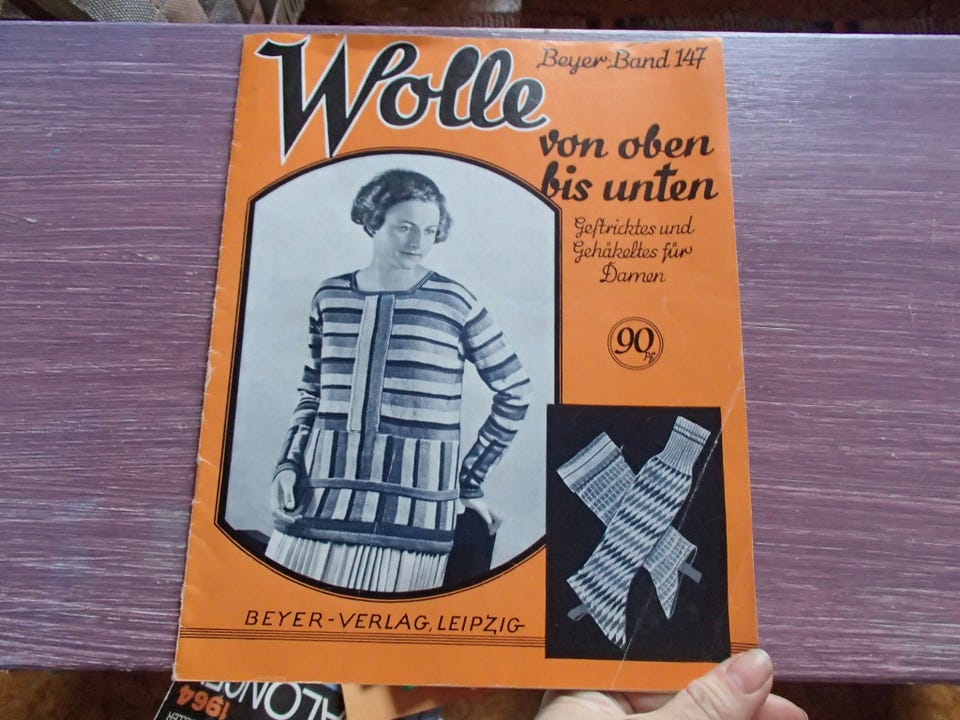 Wolle
Beyer-Band 147
von oben
bis unten
Gestricktes und
Gehäkeltes für
Damen
90
Pf
BEYER-VERLAG, LEIPZIG
1964